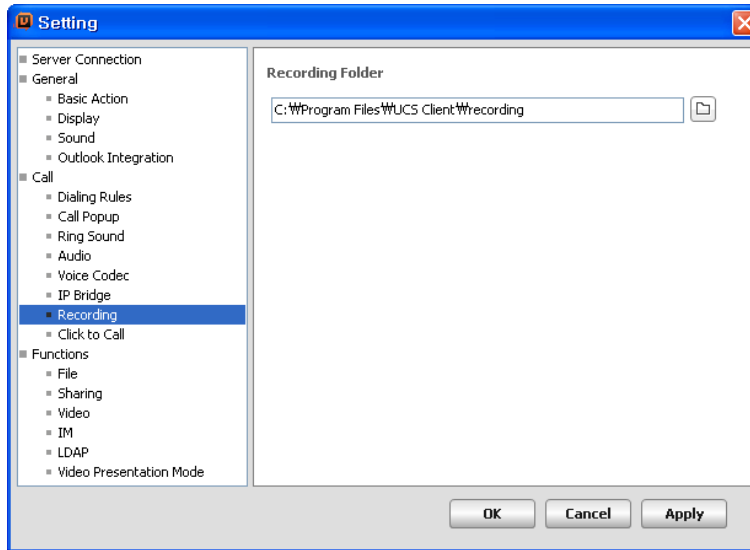 Setting
Server Connection
General
Basic Action
Display
Sound
Outlook Integration
Call
Dialing Rules
Call Popup
Ring Sound
Audio
Voice Codec
IP Bridge
Recording
Click to Call
Functions
File
Sharing
Video
IM
LDAP
Video Presentation Mode
Recording Folder
C:₩Program Files₩UCS Client₩recording
OK Cancel Apply